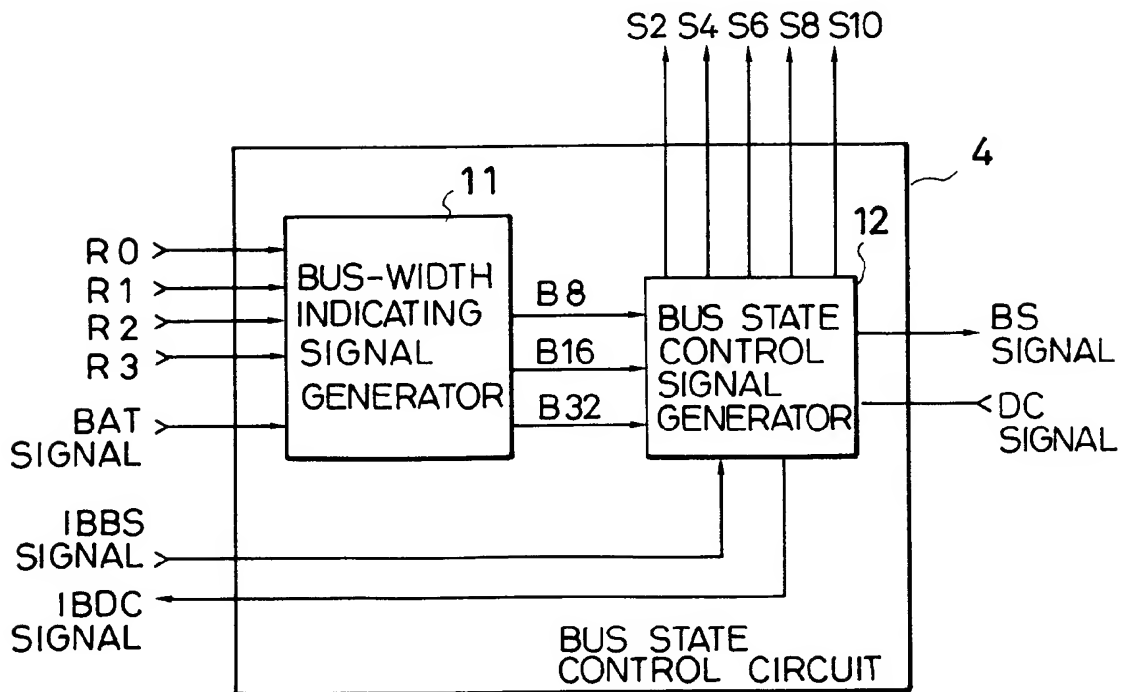 S2 S4 S6 S8 S10
4
11
12
R0
R1
R2
R3
BAT
SIGNAL
BUS-WIDTH
INDICATING
SIGNAL
GENERATOR
B8
B16
B32
BUS STATE
CONTROL
SIGNAL
GENERATOR
BS
SIGNAL
DC
SIGNAL
IBBS
SIGNAL
IBDC
SIGNAL
BUS STATE
CONTROL CIRCUIT